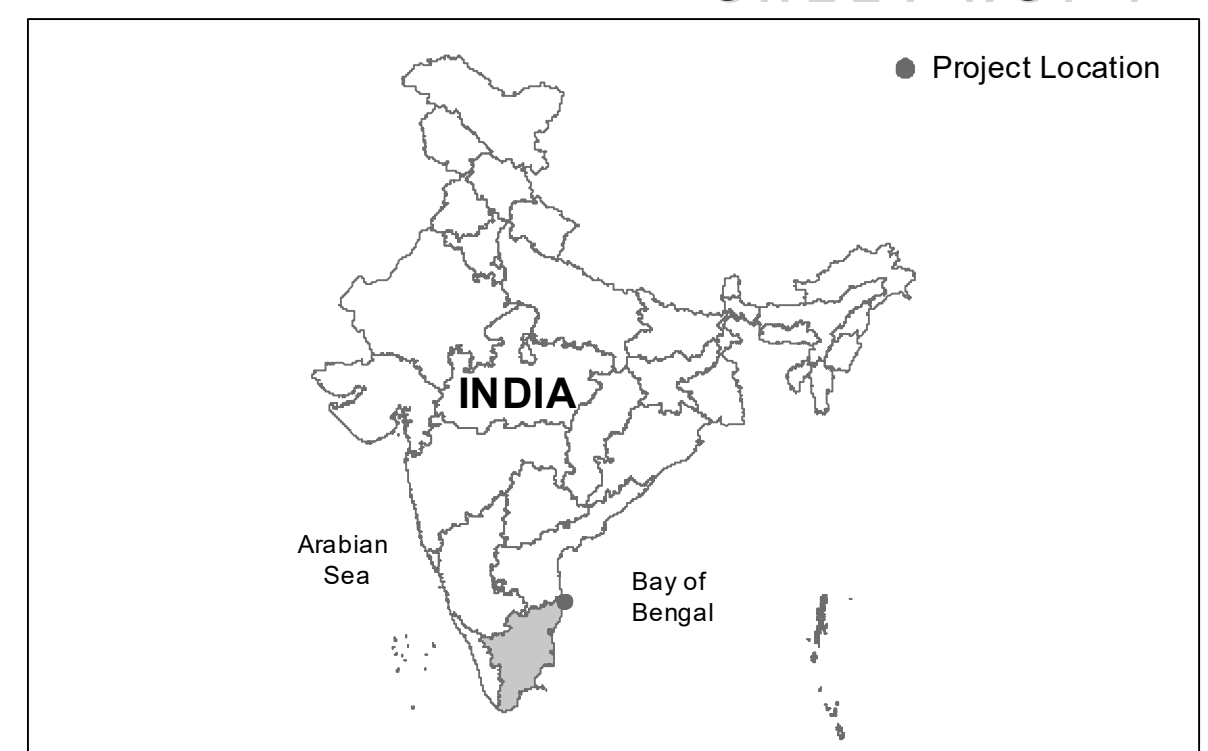 Project Location
INDIA
Arabian
Sea
Bay of
Bengal